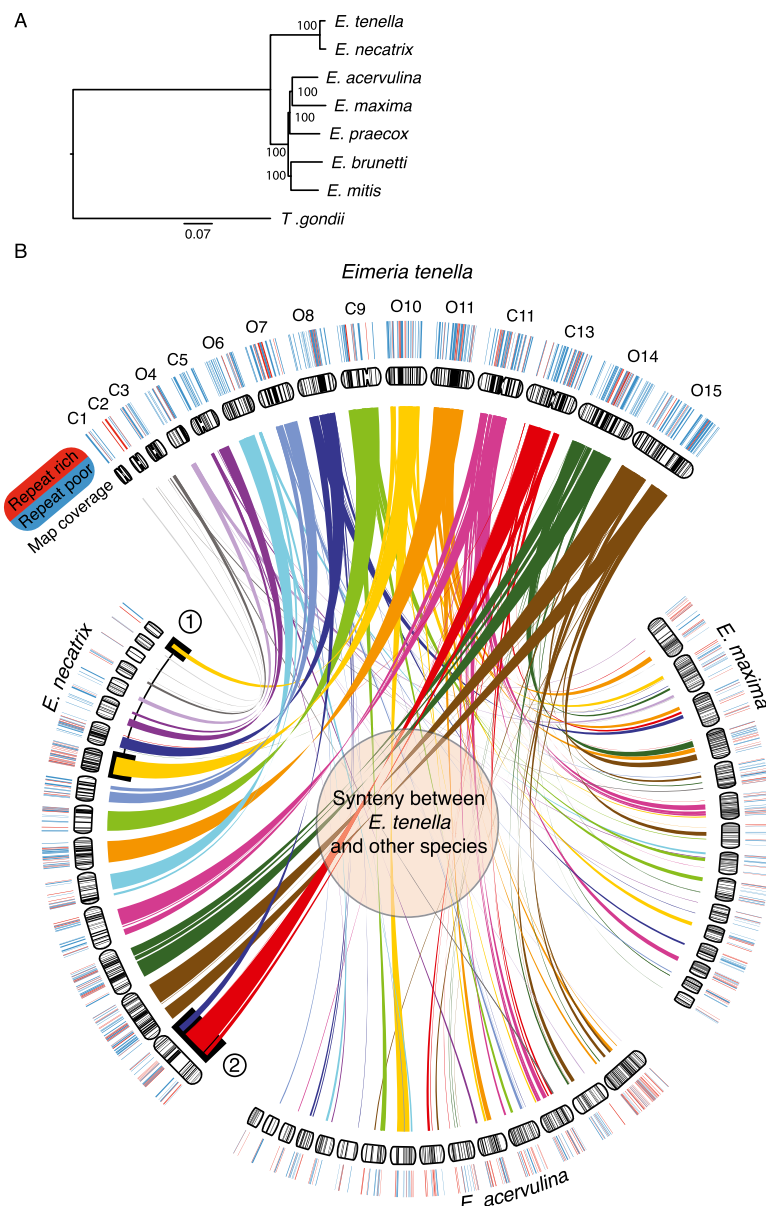 A
100
E. tenella
E. necatrix
E. acervulina
100
E. maxima
100
E. praecox
100
E. brunetti
100
E. mitis
T .gondii
0.07
B
Eimeria tenella
C1
C2
C3
O4
C5
O6
O7
O8
C9
O10
O11
C11
C13
O14
O15
Repeat rich
Repeat poor
Map coverage
1
E. necatrix
E. maxima
Synteny between
E. tenella
and other species
2
E. acervulina